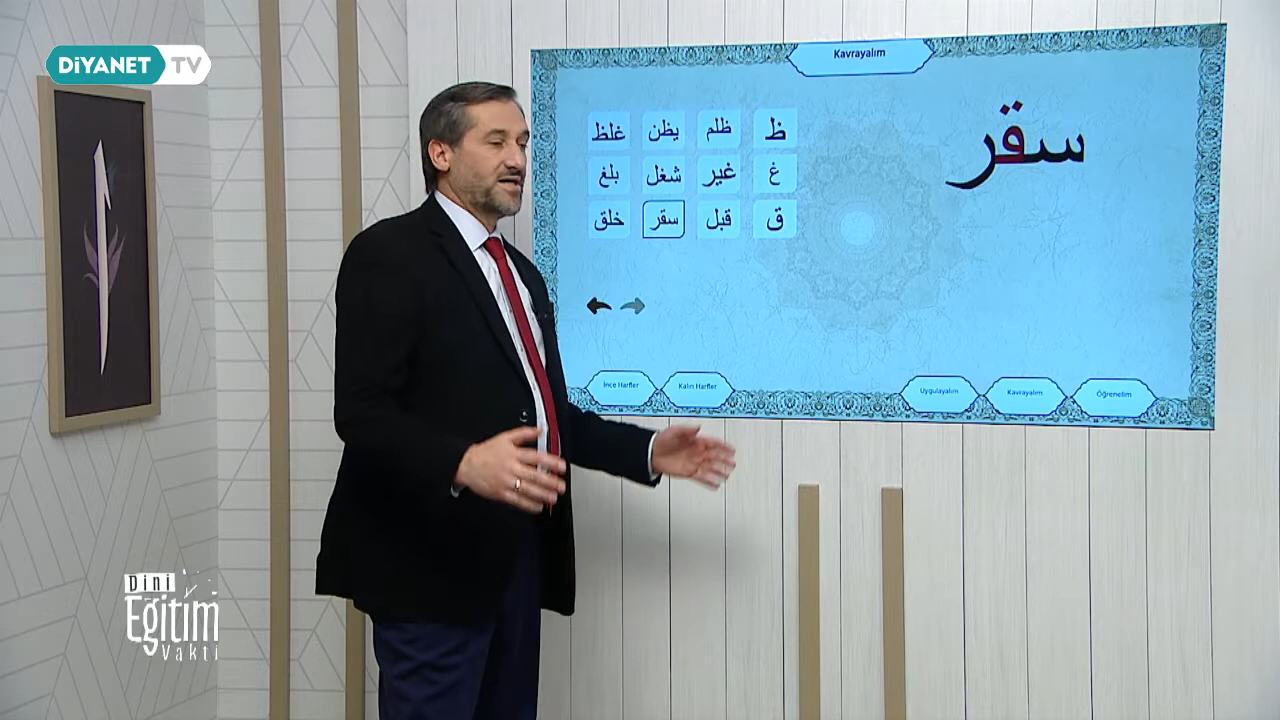 DİYANET TV
Kavrayalım
سقر
ظ ظلم يظن غلظ
غ غير شغل بلغ
ق قبل سقر خلق
İnce Harfler
Kalın Harfler
Uygulayalım
Kavrayalım
Öğrenelim
Dini
Eğitim
Vakti